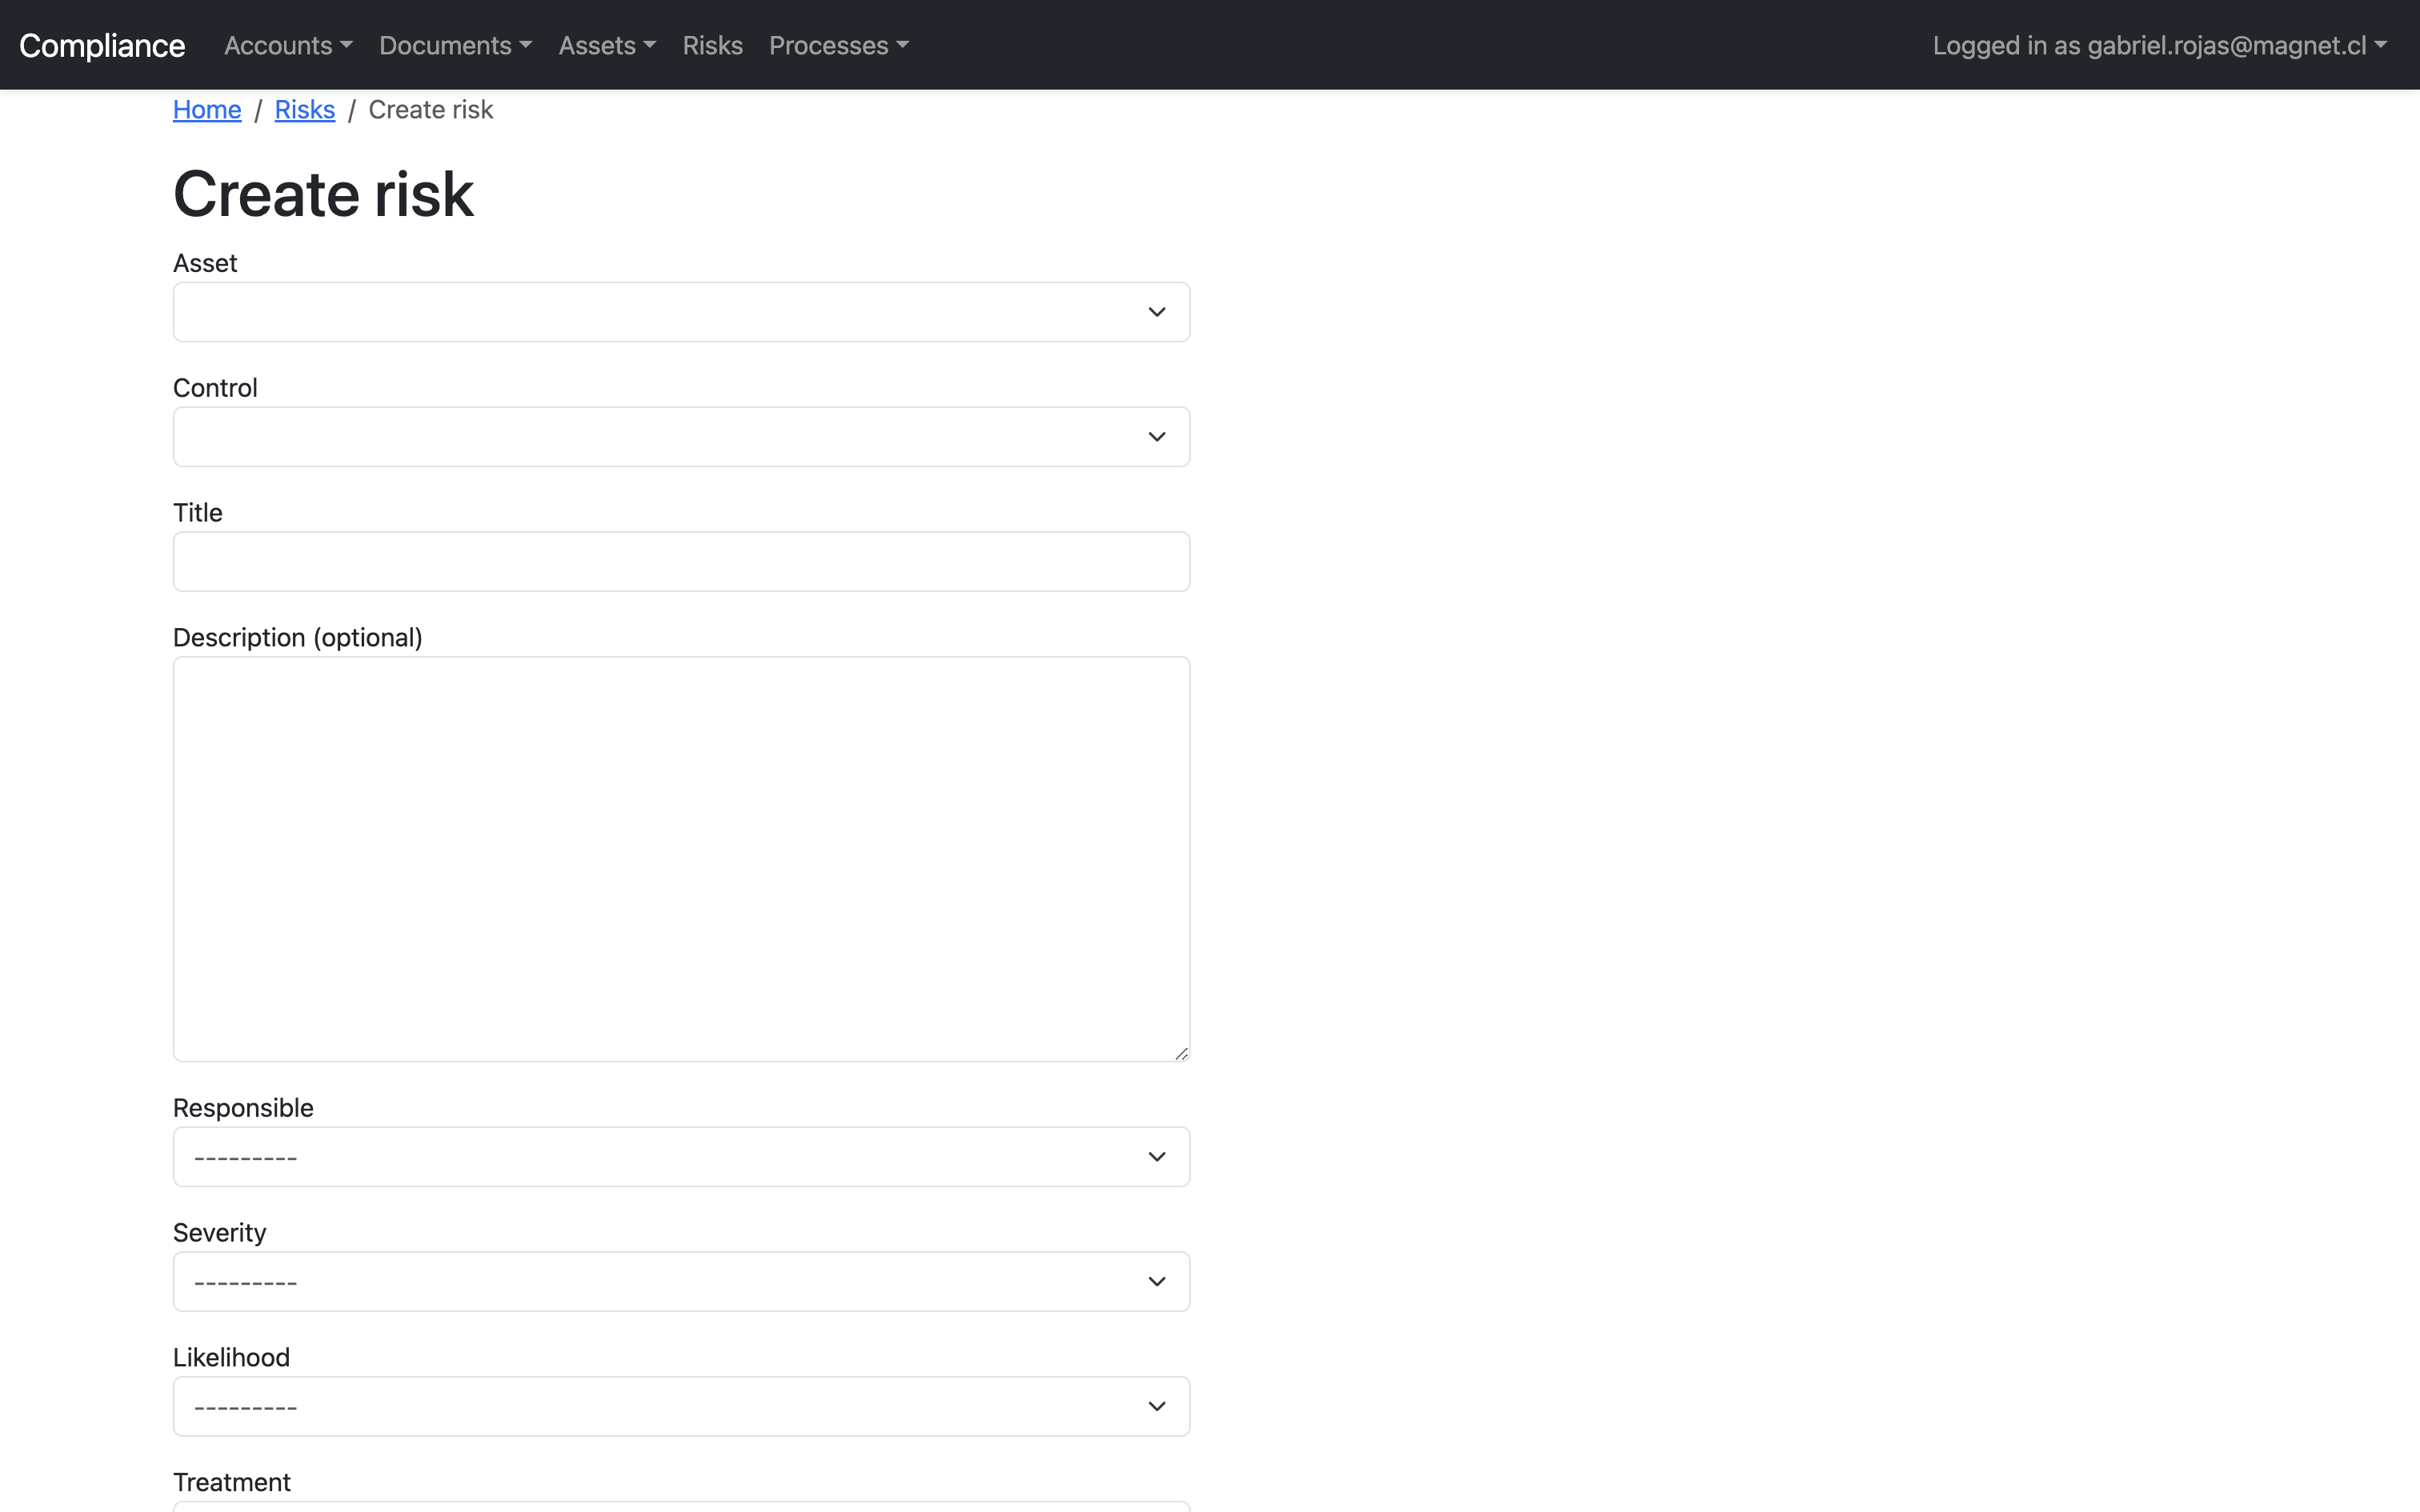 Compliance Accounts Documents Assets Risks Processes Logged in as gabriel.rojas@magnet.cl
Home / Risks / Create risk
Create risk
Asset
Control
Title
Description (optional)
Responsible
---------
Severity
---------
Likelihood
---------
Treatment